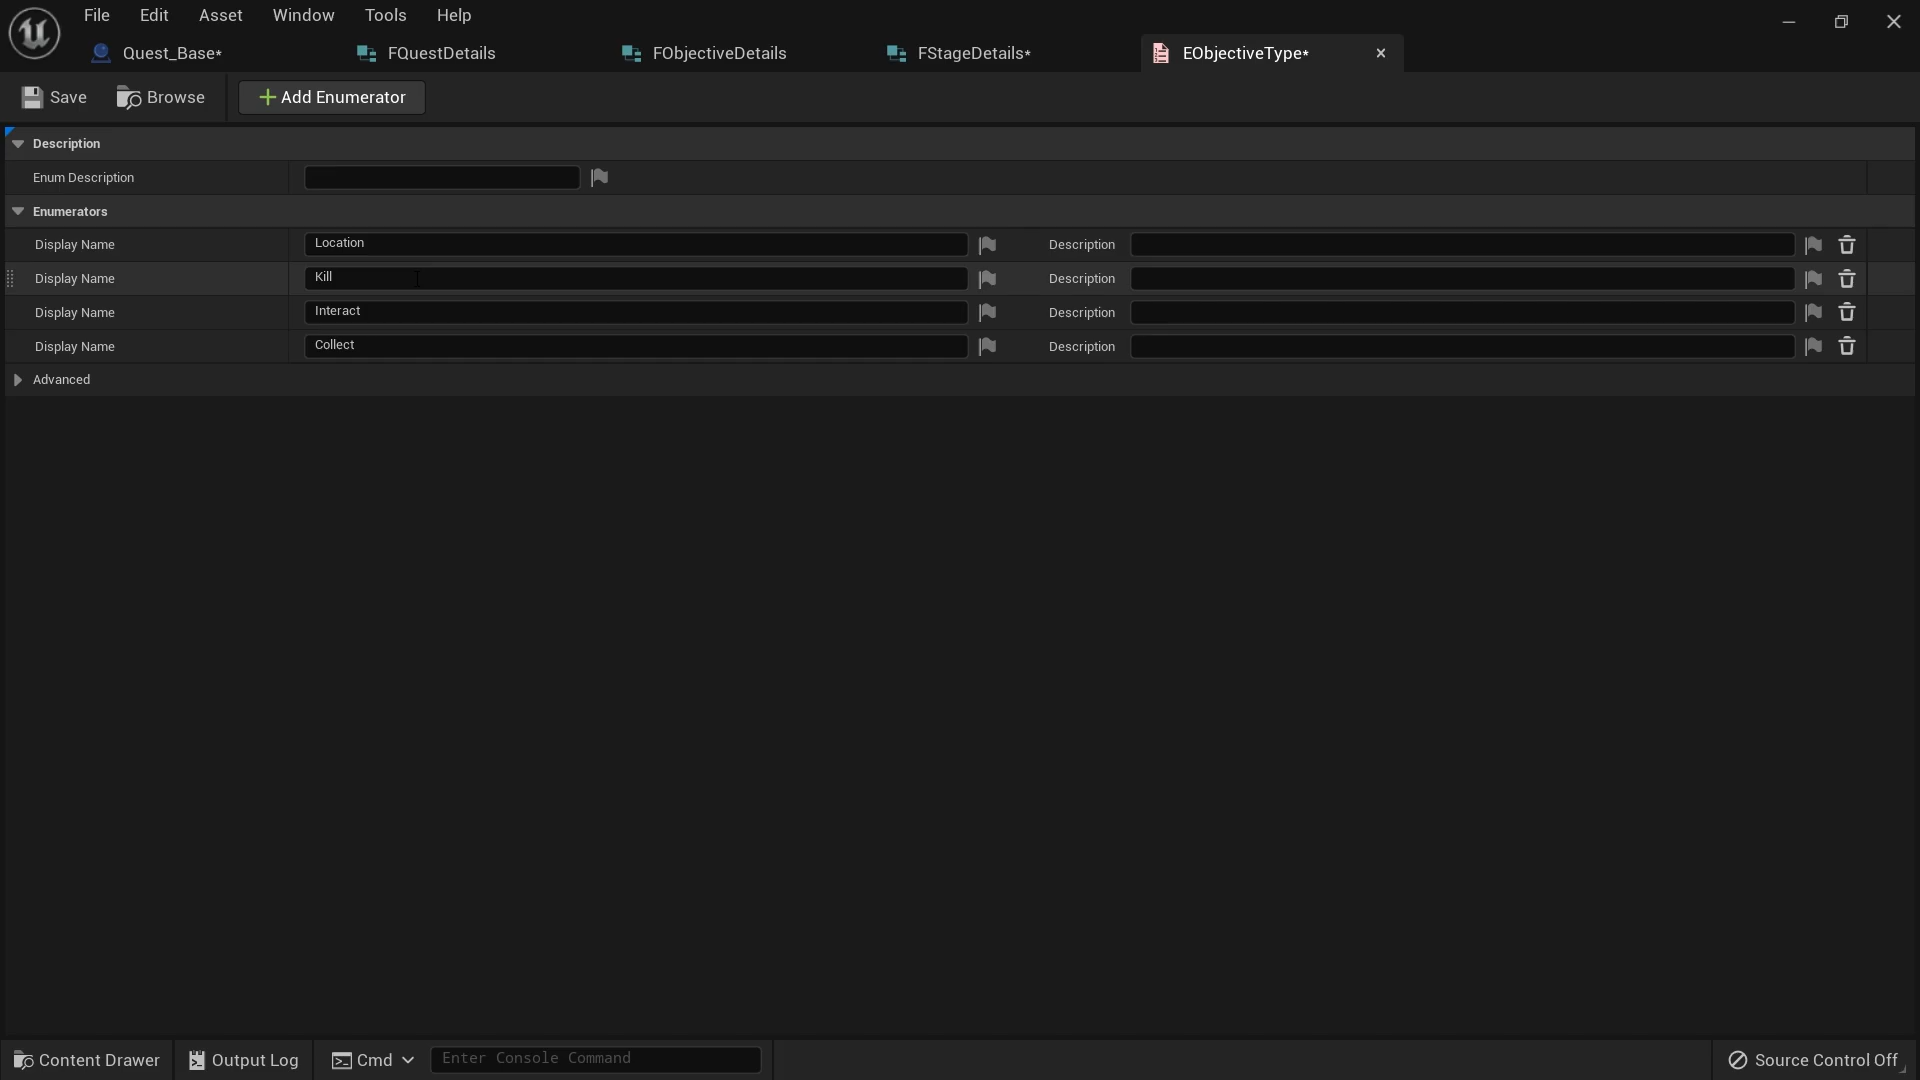 File Edit Asset Window Tools Help
Quest_Base* FQuestDetails FObjectiveDetails FStageDetails* EObjectiveType*
Save Browse Add Enumerator
Description
Enum Description
Enumerators
Display Name Location Description
Display Name Kill Description
Display Name Interact Description
Display Name Collect Description
Advanced
Content Drawer Output Log Cmd Enter Console Command Source Control Off